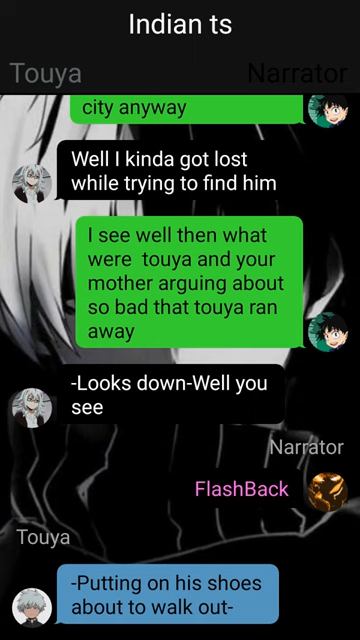 Indian ts
Touya
Narrator
city anyway
Well I kinda got lost
while trying to find him
I see well then what
were touya and your
mother arguing about
so bad that touya ran
away
-Looks down-Well you
see
Narrator
FlashBack
Touya
-Putting on his shoes
about to walk out-